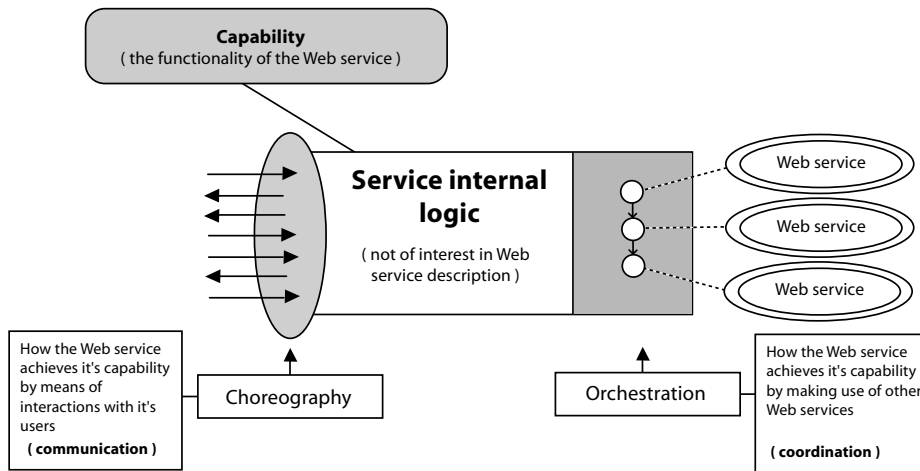 Capability
( the functionality of the Web service )
Service internal
logic
( not of interest in Web
service description )
Web service
Web service
Web service
How the Web service
achieves it's capability
by means of
interactions with it's
users
( communication )
Choreography
Orchestration
How the Web service
achieves it's capability
by making use of other
Web services
( coordination )